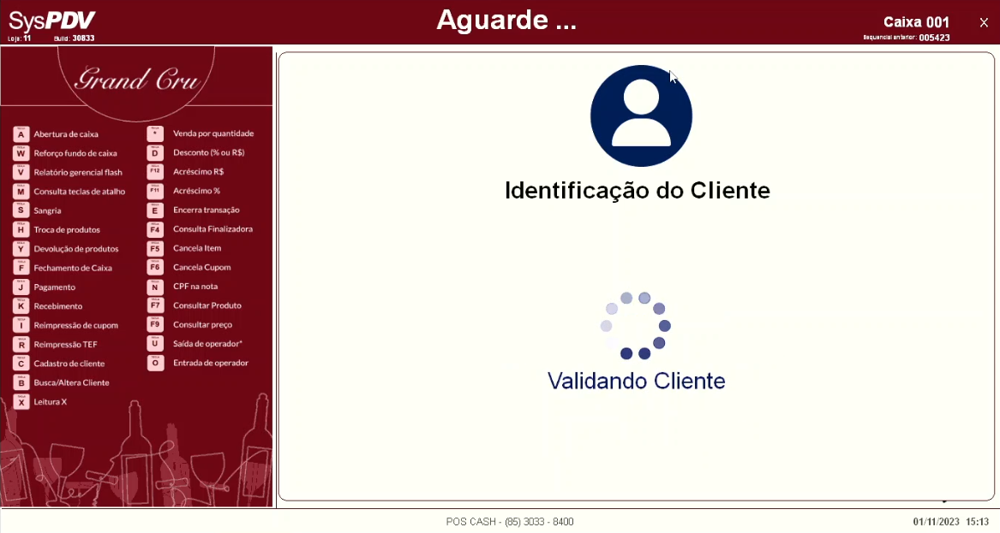 SysPDV
Loja: 11 Build: 30833
Aguarde ...
Caixa 001 X
Sequencial anterior: 005423
Grand Cru
A Abertura de caixa
W Reforço fundo de caixa
V Relatório gerencial flash
M Consulta teclas de atalho
S Sangria
H Troca de produtos
Y Devolução de produtos
F Fechamento de Caixa
J Pagamento
K Recebimento
I Reimpressão de cupom
R Reimpressão TEF
C Cadastro de cliente
B Busca/Altera Cliente
X Leitura X
* Venda por quantidade
D Desconto (% ou R$)
F12 Acréscimo R$
F11 Acréscimo %
E Encerra transação
F4 Consulta Finalizadora
F5 Cancela Item
F6 Cancela Cupom
N CPF na nota
F7 Consultar Produto
F9 Consultar preço
U Saída de operador*
O Entrada de operador
Identificação do Cliente
Validando Cliente
POS CASH - (85) 3033 - 8400
01/11/2023 15:13